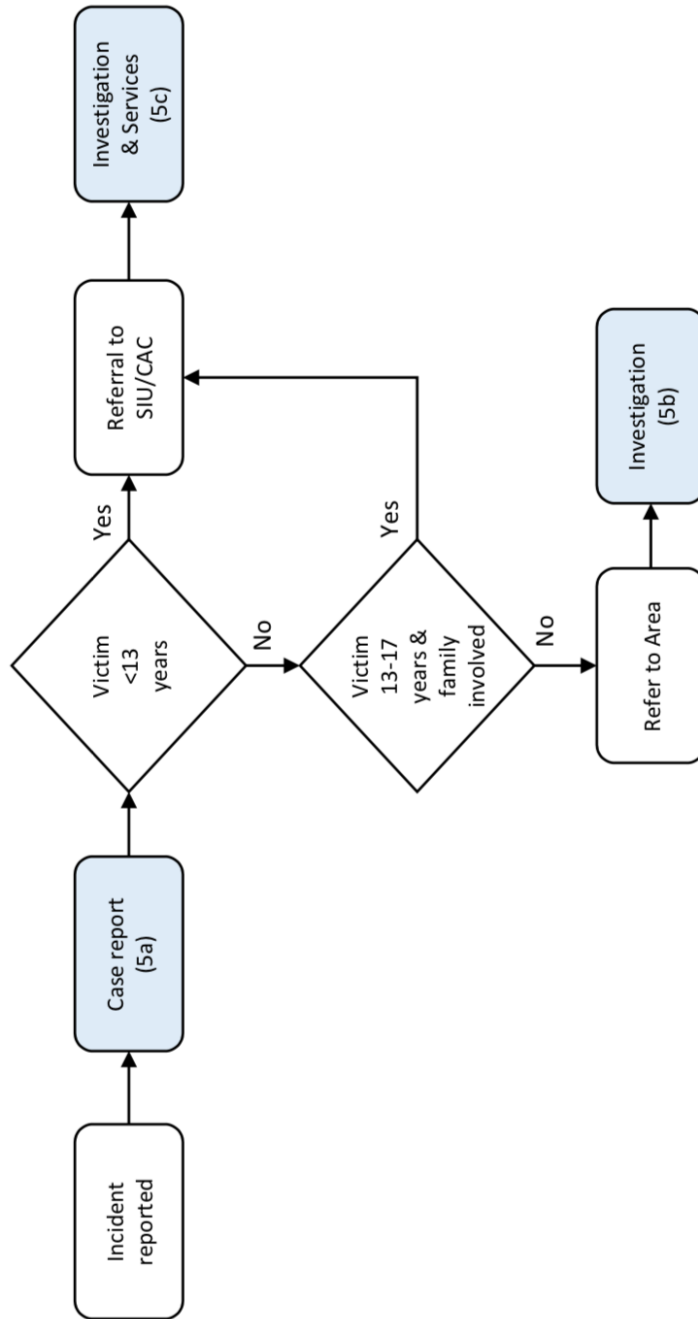 Incident
reported
Case report
(5a)
Victim
<13
years
Yes
Referral to
SIU/CAC
Investigation
& Services
(5c)
No
Victim
13-17
years &
family
involved
Yes
No
Refer to Area
Investigation
(5b)